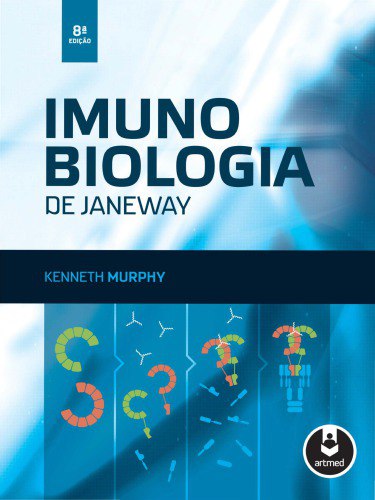 8ª
EDIÇÃO
IMUNO
BIOLOGIA
DE JANEWAY
KENNETH MURPHY
artmed